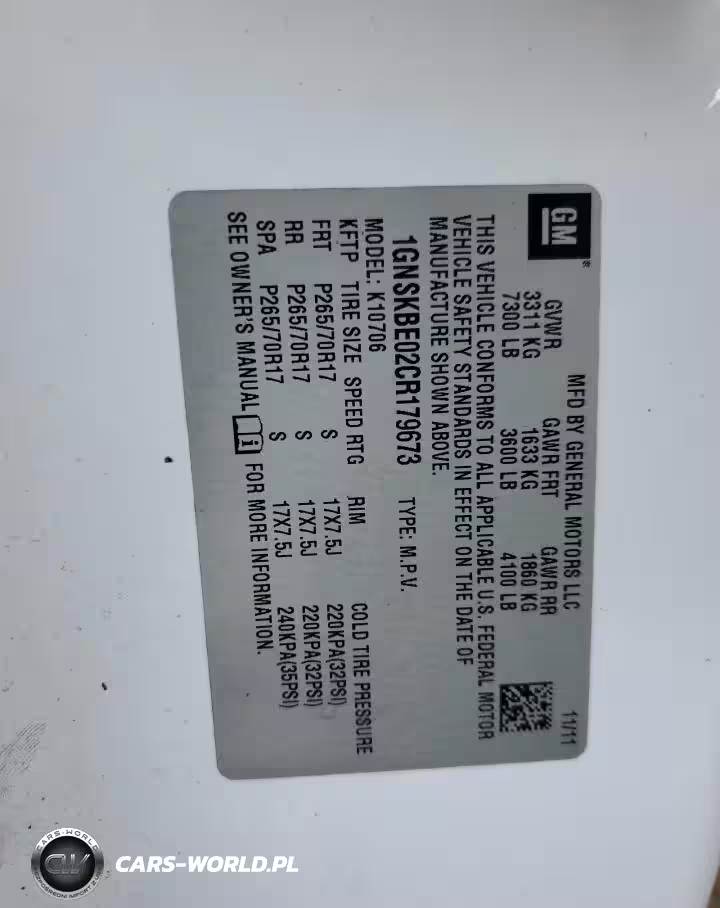 GM
MFD BY GENERAL MOTORS LLC 11/11
GVWR GAWR FRT GAWR RR
3311 KG 1633 KG 1860 KG
7300 LB 3600 LB 4100 LB
THIS VEHICLE CONFORMS TO ALL APPLICABLE U.S. FEDERAL MOTOR
VEHICLE SAFETY STANDARDS IN EFFECT ON THE DATE OF
MANUFACTURE SHOWN ABOVE.
1GNSKBE02CR179673 TYPE: M.P.V.
MODEL: K10706
KFTP TIRE SIZE SPEED RTG RIM COLD TIRE PRESSURE
FRT P265/70R17 S 17X7.5J 220KPA(32PSI)
RR P265/70R17 S 17X7.5J 220KPA(32PSI)
SPA P265/70R17 S 17X7.5J 240KPA(35PSI)
SEE OWNER'S MANUAL FOR MORE INFORMATION.
CARS-WORLD
CW
CARS-WORLD.PL